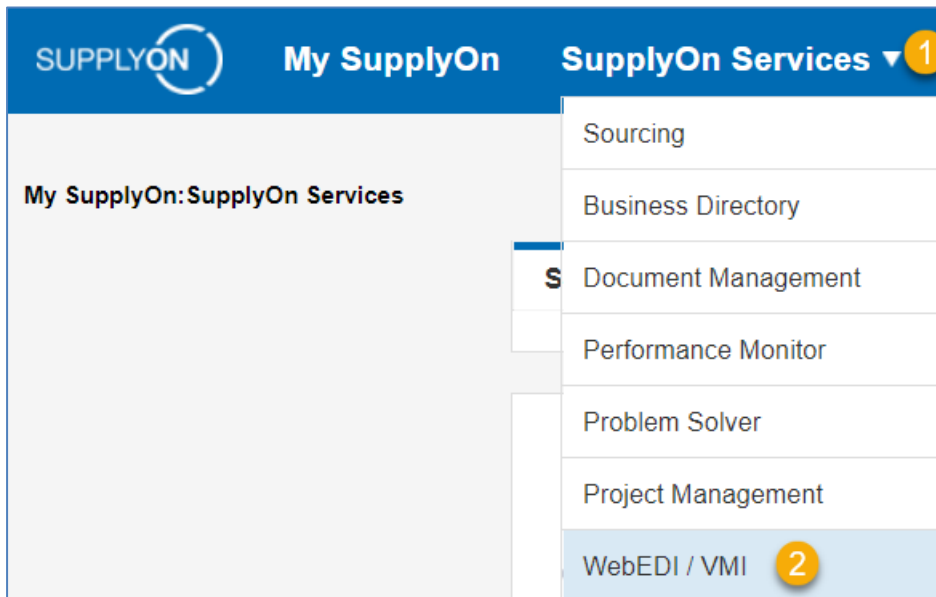 SUPPLYON My SupplyOn SupplyOn Services ▼ 1
Sourcing
My SupplyOn:SupplyOn Services
Business Directory
S Document Management
Performance Monitor
Problem Solver
Project Management
WebEDI / VMI 2